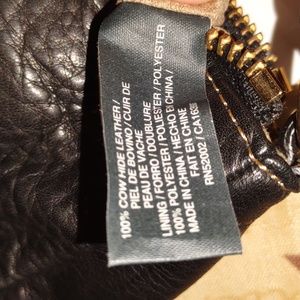 100% COW HIDE LEATHER /
PIEL DE BOVINO / CUIR DE
PEAU DE VACHE
LINING / FORRO / DOUBLURE
100% POLYESTER / POLIESTER / POLYESTER
MADE IN CHINA / HECHO EN CHINA /
FAIT EN CHINE
RN52002 / CA1635